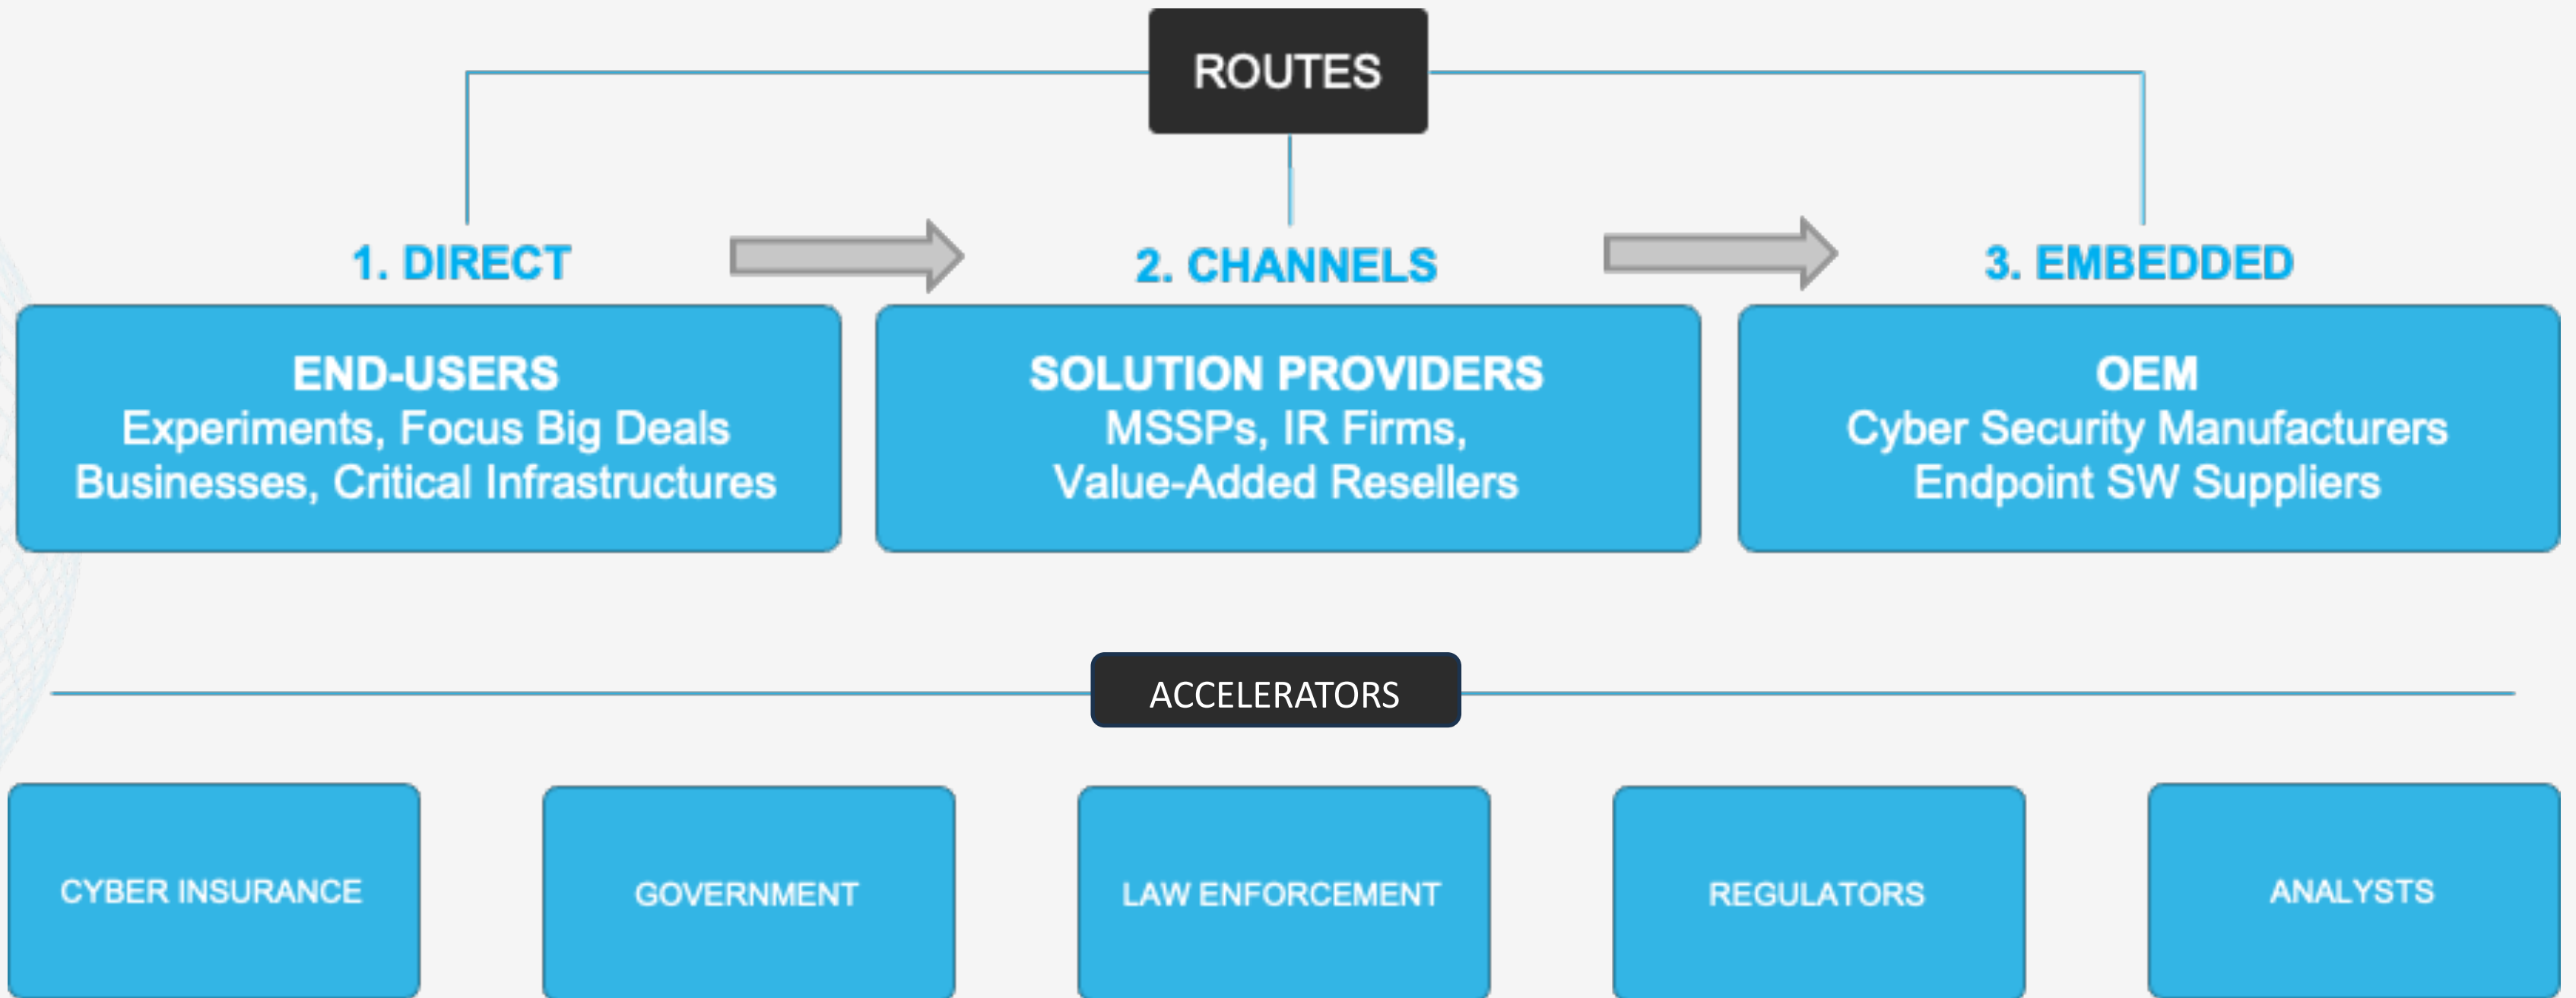 ROUTES
1. DIRECT
2. CHANNELS
3. EMBEDDED
END-USERS
Experiments, Focus Big Deals
Businesses, Critical Infrastructures
SOLUTION PROVIDERS
MSSPs, IR Firms,
Value-Added Resellers
OEM
Cyber Security Manufacturers
Endpoint SW Suppliers
ACCELERATORS
CYBER INSURANCE
GOVERNMENT
LAW ENFORCEMENT
REGULATORS
ANALYSTS